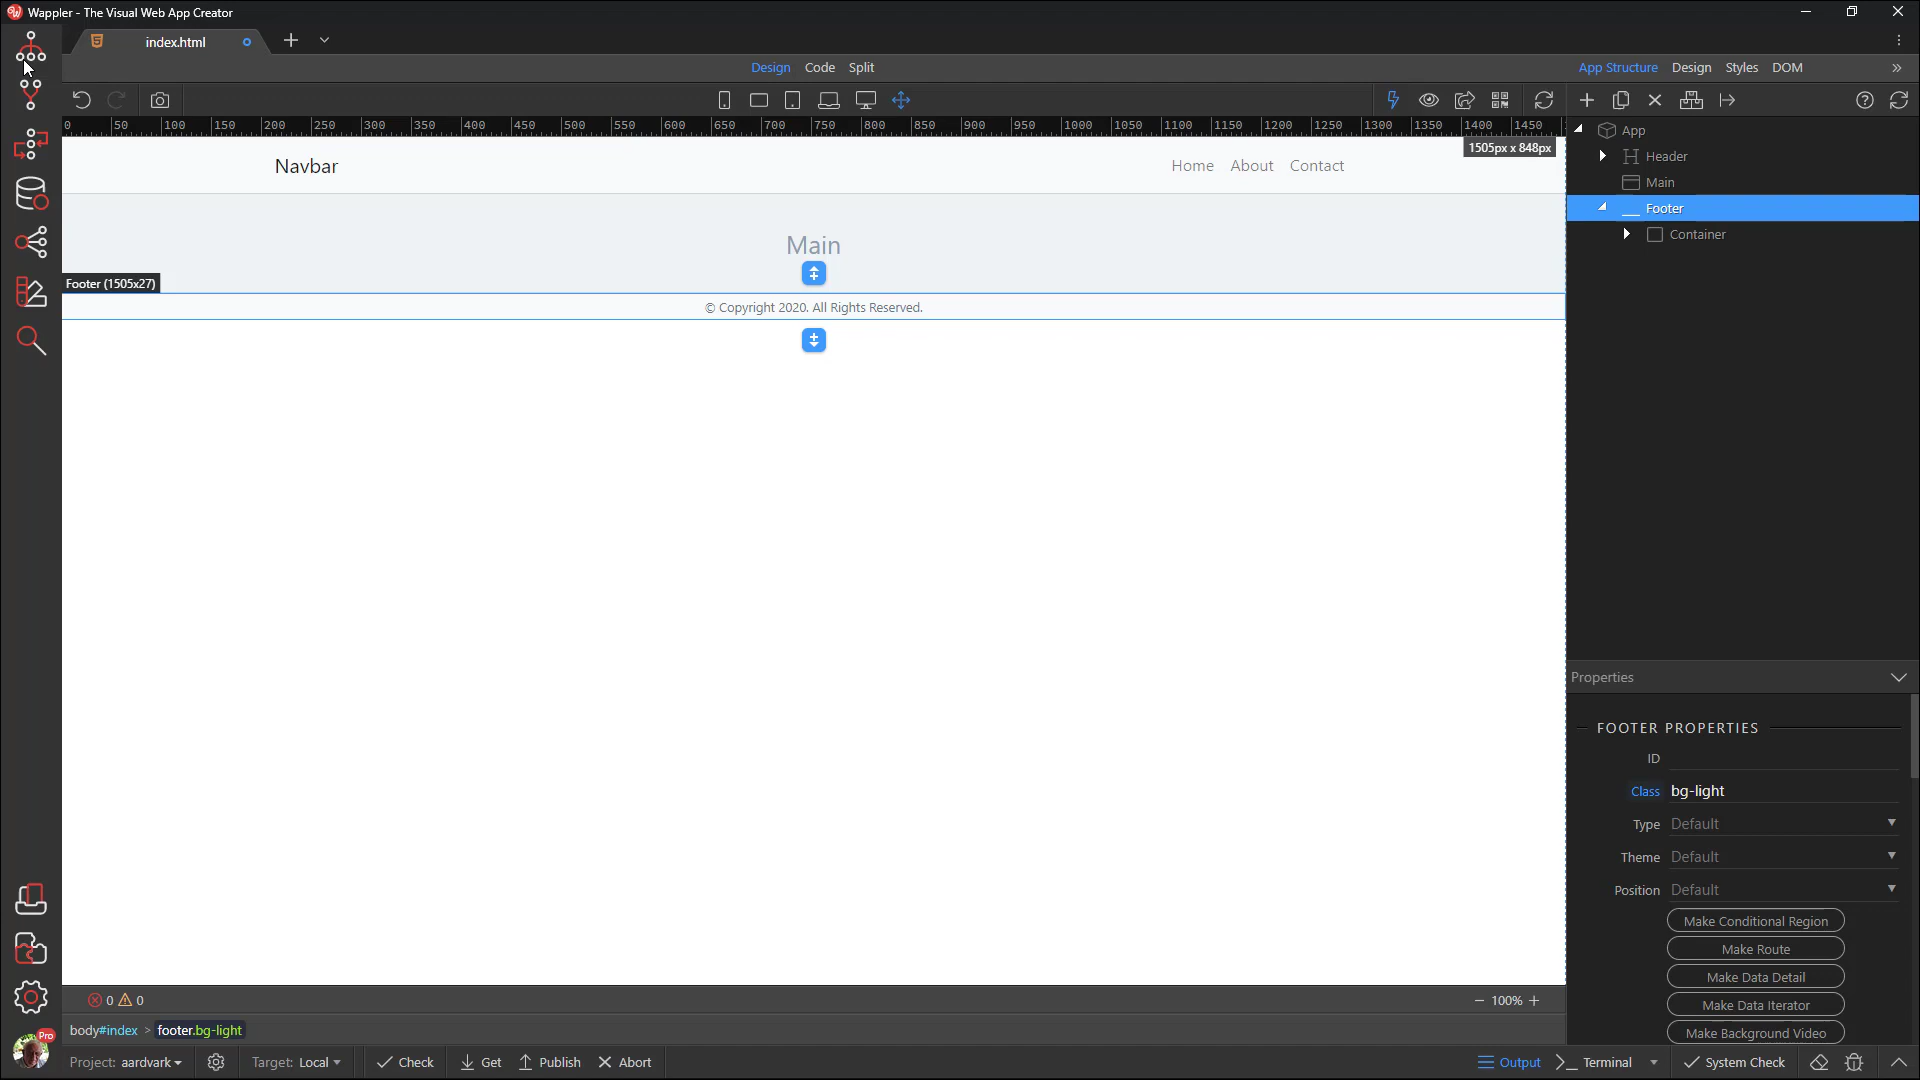 Wappler - The Visual Web App Creator
index.html
Design Code Split
App Structure Design Styles DOM
0 50 100 150 200 250 300 350 400 450 500 550 600 650 700 750 800 850 900 950 1000 1050 1100 1150 1200 1250 1300 1350 1400 1450
1505px x 848px
Navbar
Home About Contact
Main
Footer (1505x27)
© Copyright 2020. All Rights Reserved.
App
Header
Main
Footer
Container
Properties
FOOTER PROPERTIES
ID
Class bg-light
Type Default
Theme Default
Position Default
Make Conditional Region
Make Route
Make Data Detail
Make Data Iterator
Make Background Video
0 0
100%
body#index > footer.bg-light
Pro
Project: aardvark
Target: Local
Check
Get
Publish
Abort
Output
Terminal
System Check